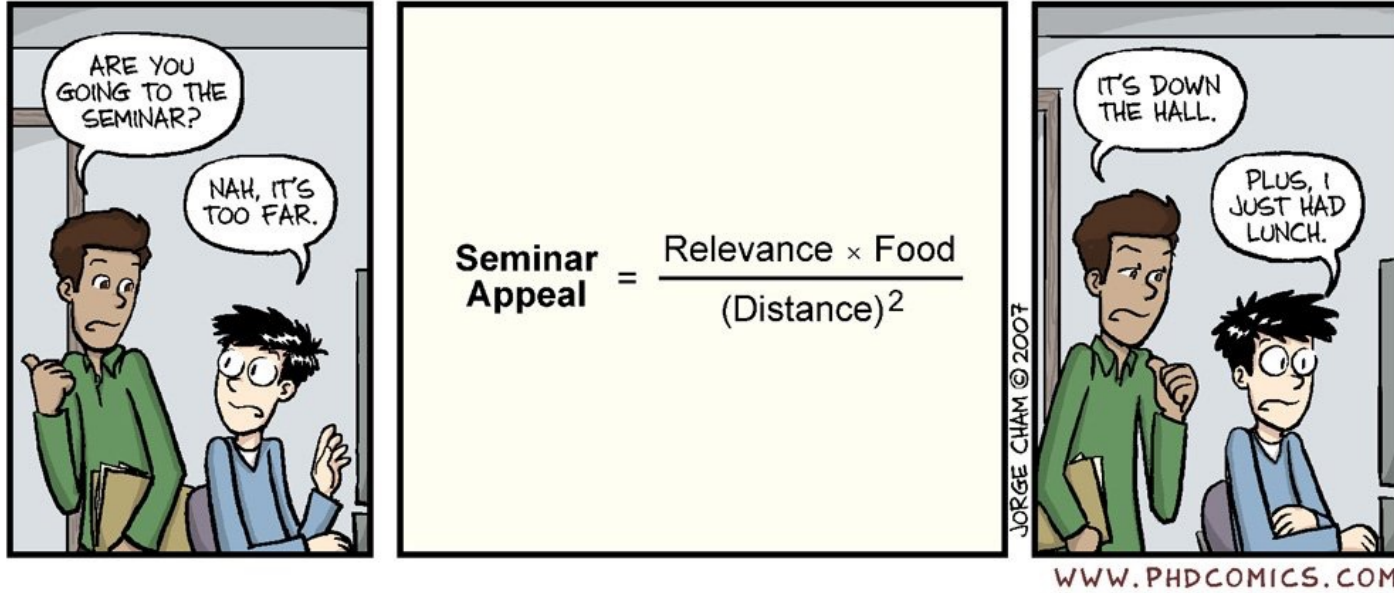 ARE YOU
GOING TO THE
SEMINAR?
NAH, IT'S
TOO FAR.
Seminar
Appeal
=
Relevance × Food
(Distance)²
JORGE CHAM © 2007
IT'S DOWN
THE HALL.
PLUS, I
JUST HAD
LUNCH.
WWW.PHDCOMICS.COM